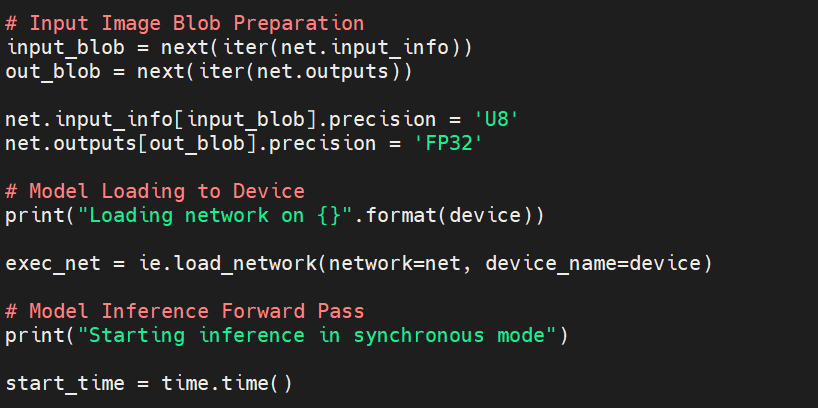 # Input Image Blob Preparation
input_blob = next(iter(net.input_info))
out_blob = next(iter(net.outputs))
net.input_info[input_blob].precision = 'U8'
net.outputs[out_blob].precision = 'FP32'
# Model Loading to Device
print("Loading network on {}".format(device))
exec_net = ie.load_network(network=net, device_name=device)
# Model Inference Forward Pass
print("Starting inference in synchronous mode")
start_time = time.time()